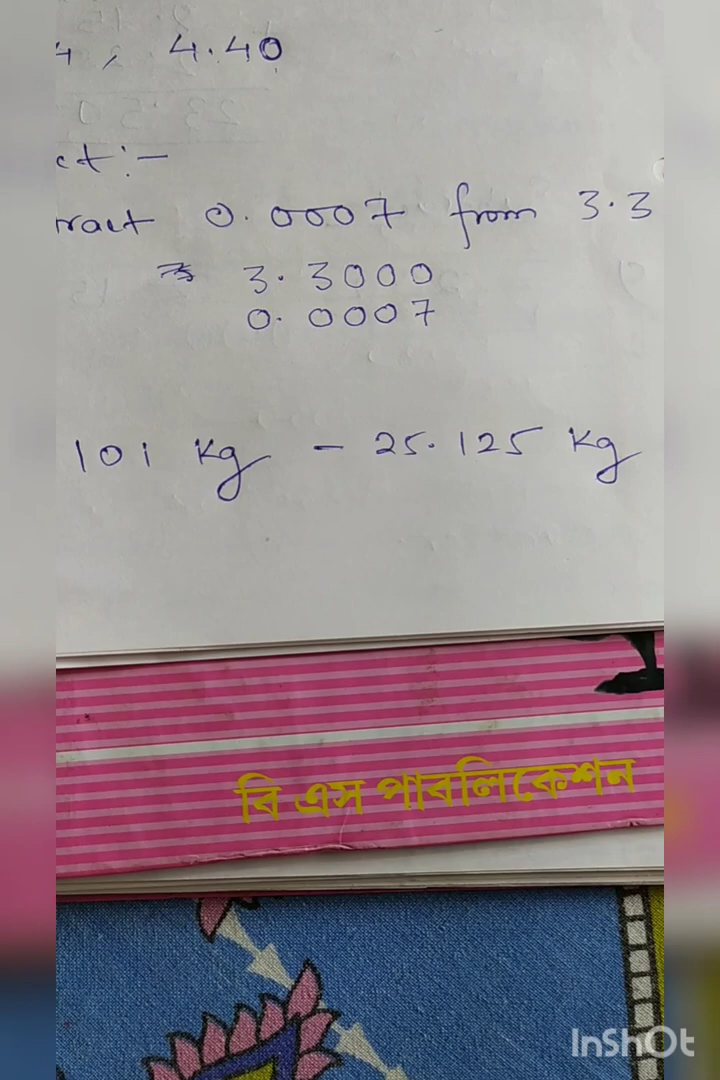 4, 4.40
ct:-
ract 0.0007 from 3.3
3.3000
0.0007
101 kg - 25.125 kg
বি এস পাবলিকেশন
InShOt